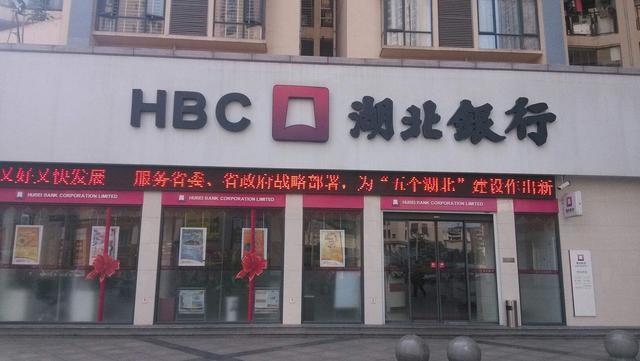 HBC 湖北銀行
又好又快发展 服务省委、省政府战略部署，为“五个湖北”建设作出新
HUBEI BANK CORPORATION LIMITED
HUBEI BANK CORPORATION LIMITED
HUBEI BANK CORPORATION LIMITED